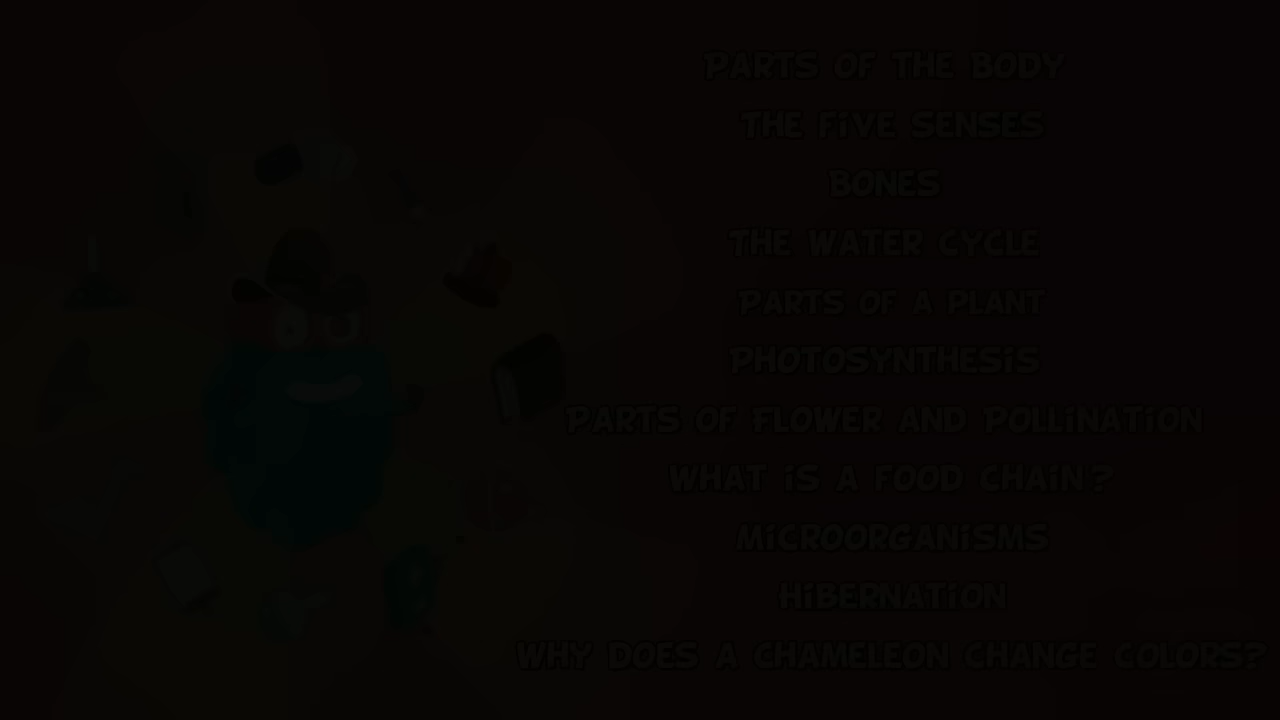 PARTS OF THE BODY
THE FiVE SENSES
BONES
THE WATER CYCLE
PARTS OF A PLANT
PHOTOSYNTHESiS
PARTS OF FLOWER AND POLLiNATiON
WHAT iS A FOOD CHAiN?
MiCROORGANiSMS
HiBERNATiON
WHY DOES A CHAMELEON CHANGE COLORS?